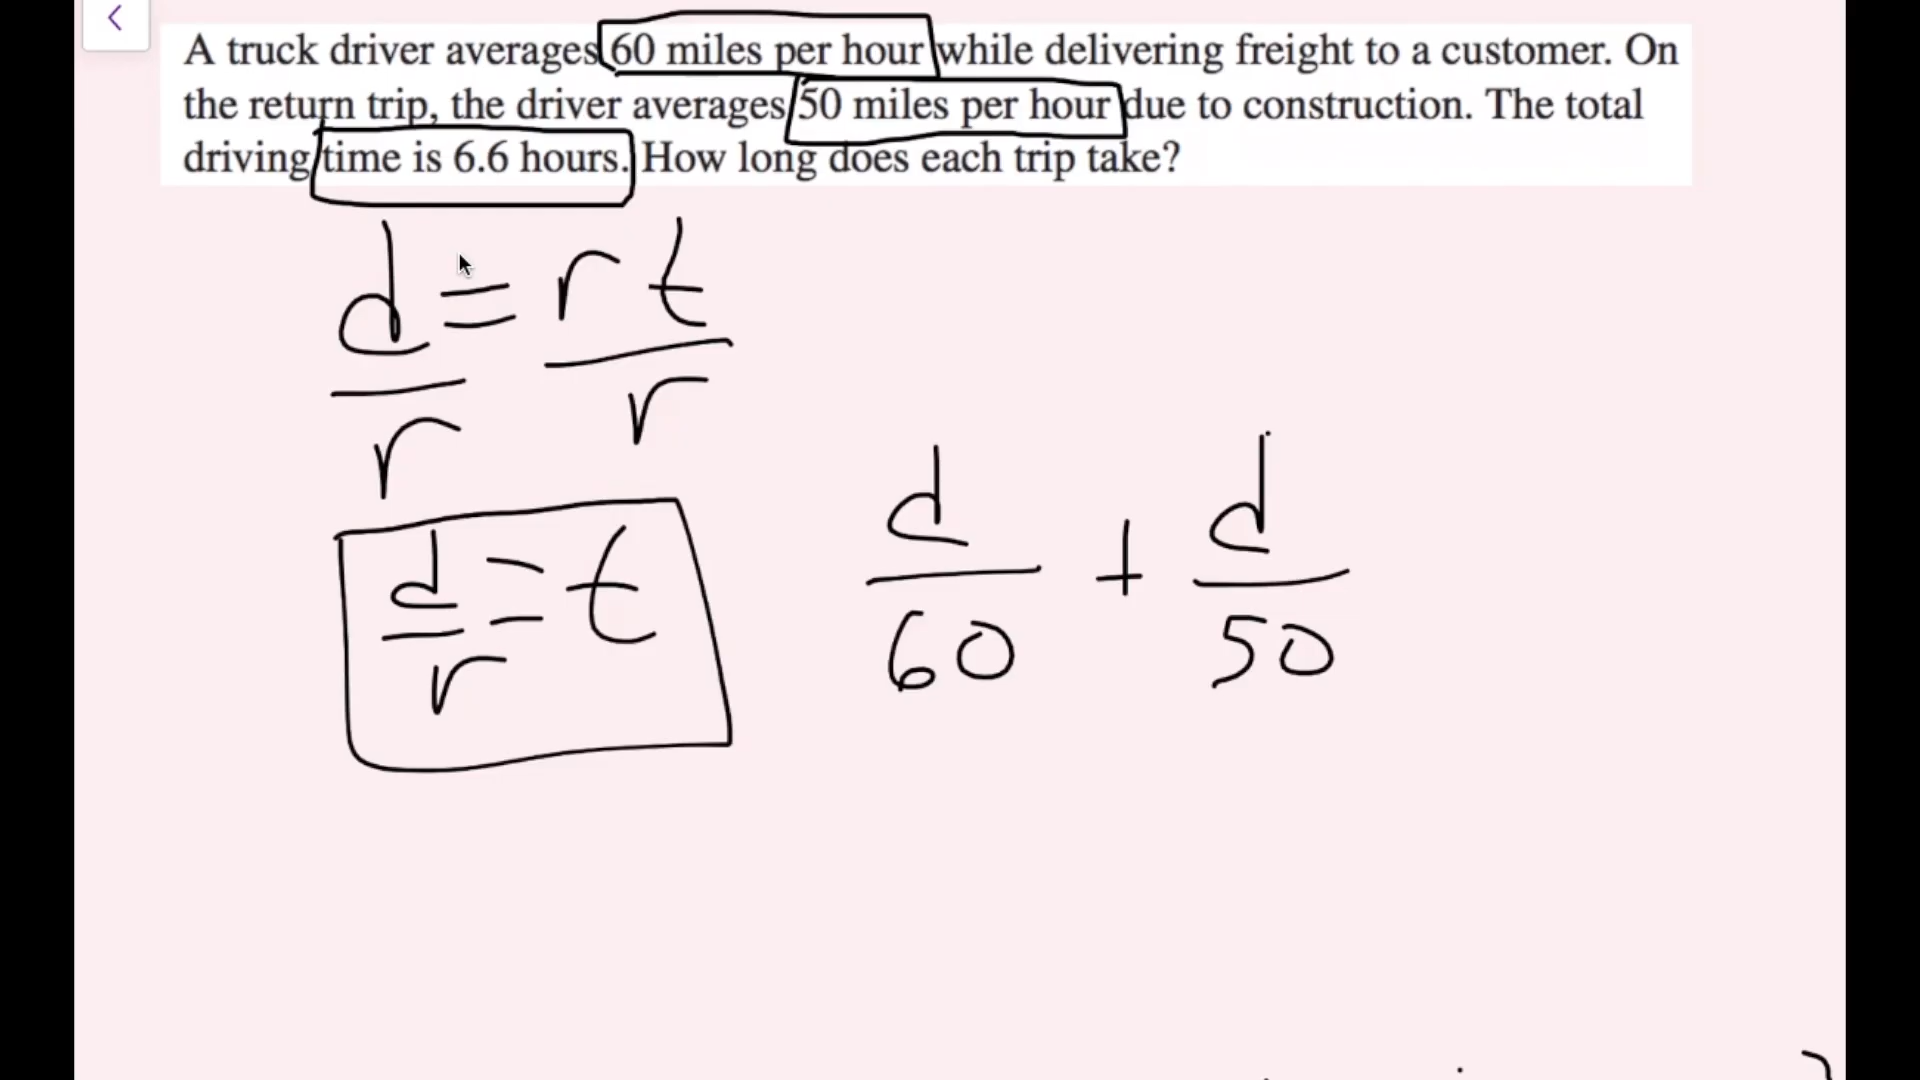 A truck driver averages 60 miles per hour while delivering freight to a customer. On
the return trip, the driver averages 50 miles per hour due to construction. The total
driving time is 6.6 hours. How long does each trip take?
d = rt
r r
d/r = t
d/60 + d/50